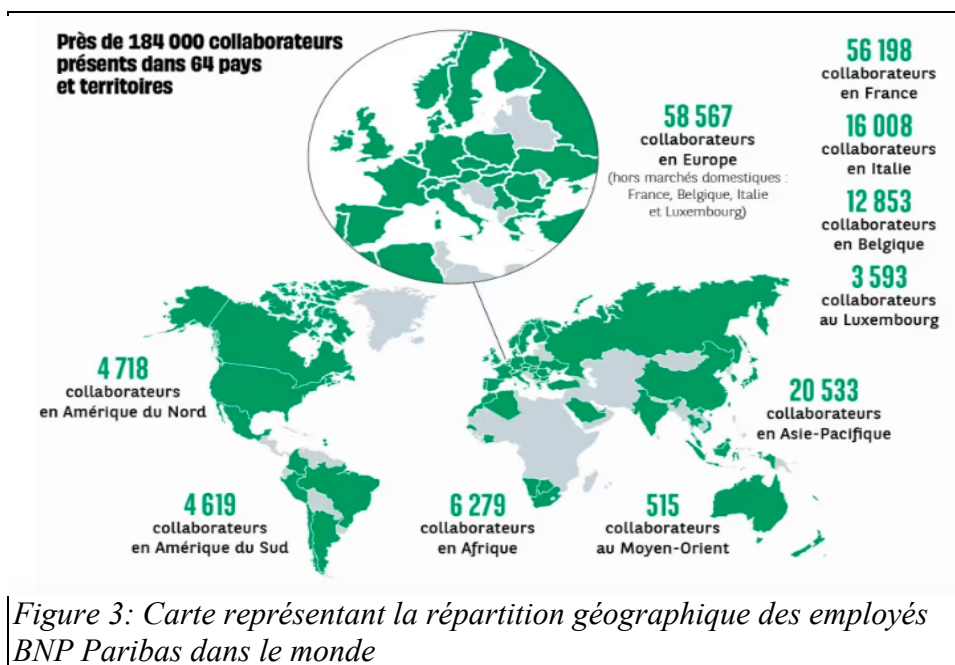 Près de 184 000 collaborateurs
présents dans 64 pays
et territoires
58 567
collaborateurs
en Europe
(hors marchés domestiques :
France, Belgique, Italie
et Luxembourg)
56 198
collaborateurs
en France
16 008
collaborateurs
en Italie
12 853
collaborateurs
en Belgique
3 593
collaborateurs
au Luxembourg
4 718
collaborateurs
en Amérique du Nord
20 533
collaborateurs
en Asie-Pacifique
4 619
collaborateurs
en Amérique du Sud
6 279
collaborateurs
en Afrique
515
collaborateurs
au Moyen-Orient
Figure 3: Carte représentant la répartition géographique des employés
BNP Paribas dans le monde